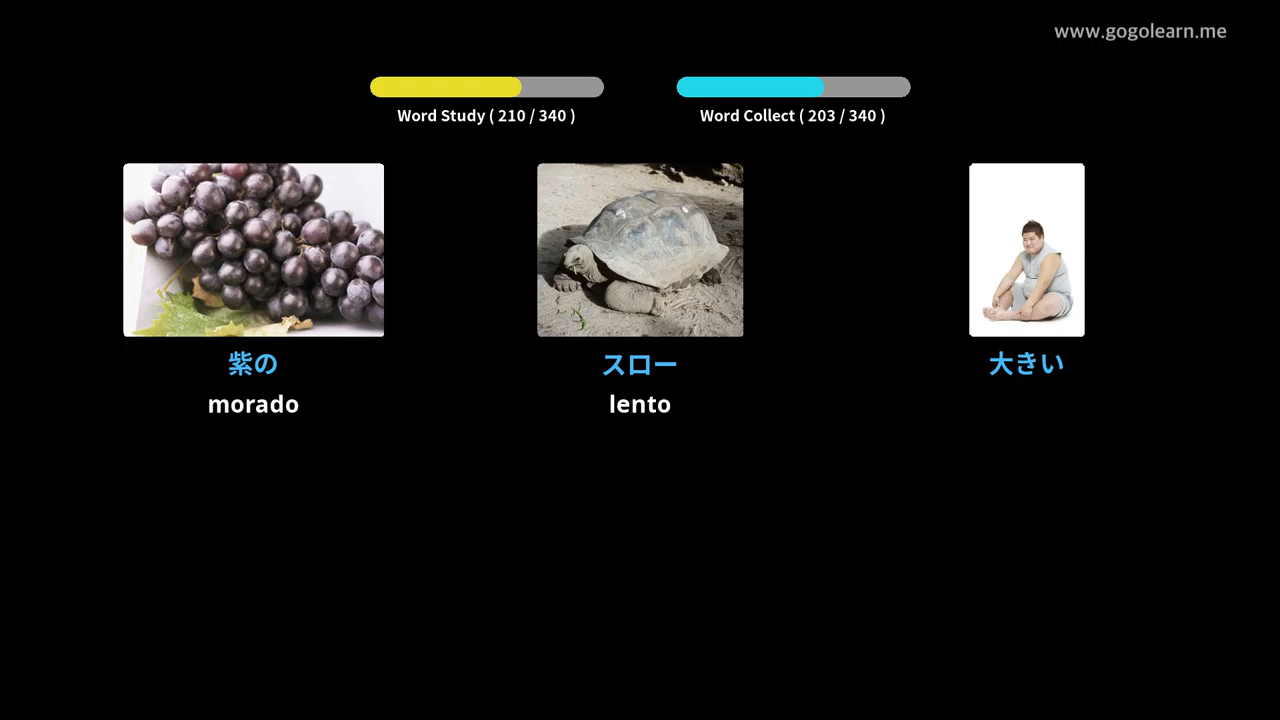 www.gogolearn.me
Word Study ( 210 / 340 )
Word Collect ( 203 / 340 )
紫の
スロー
大きい
morado
lento